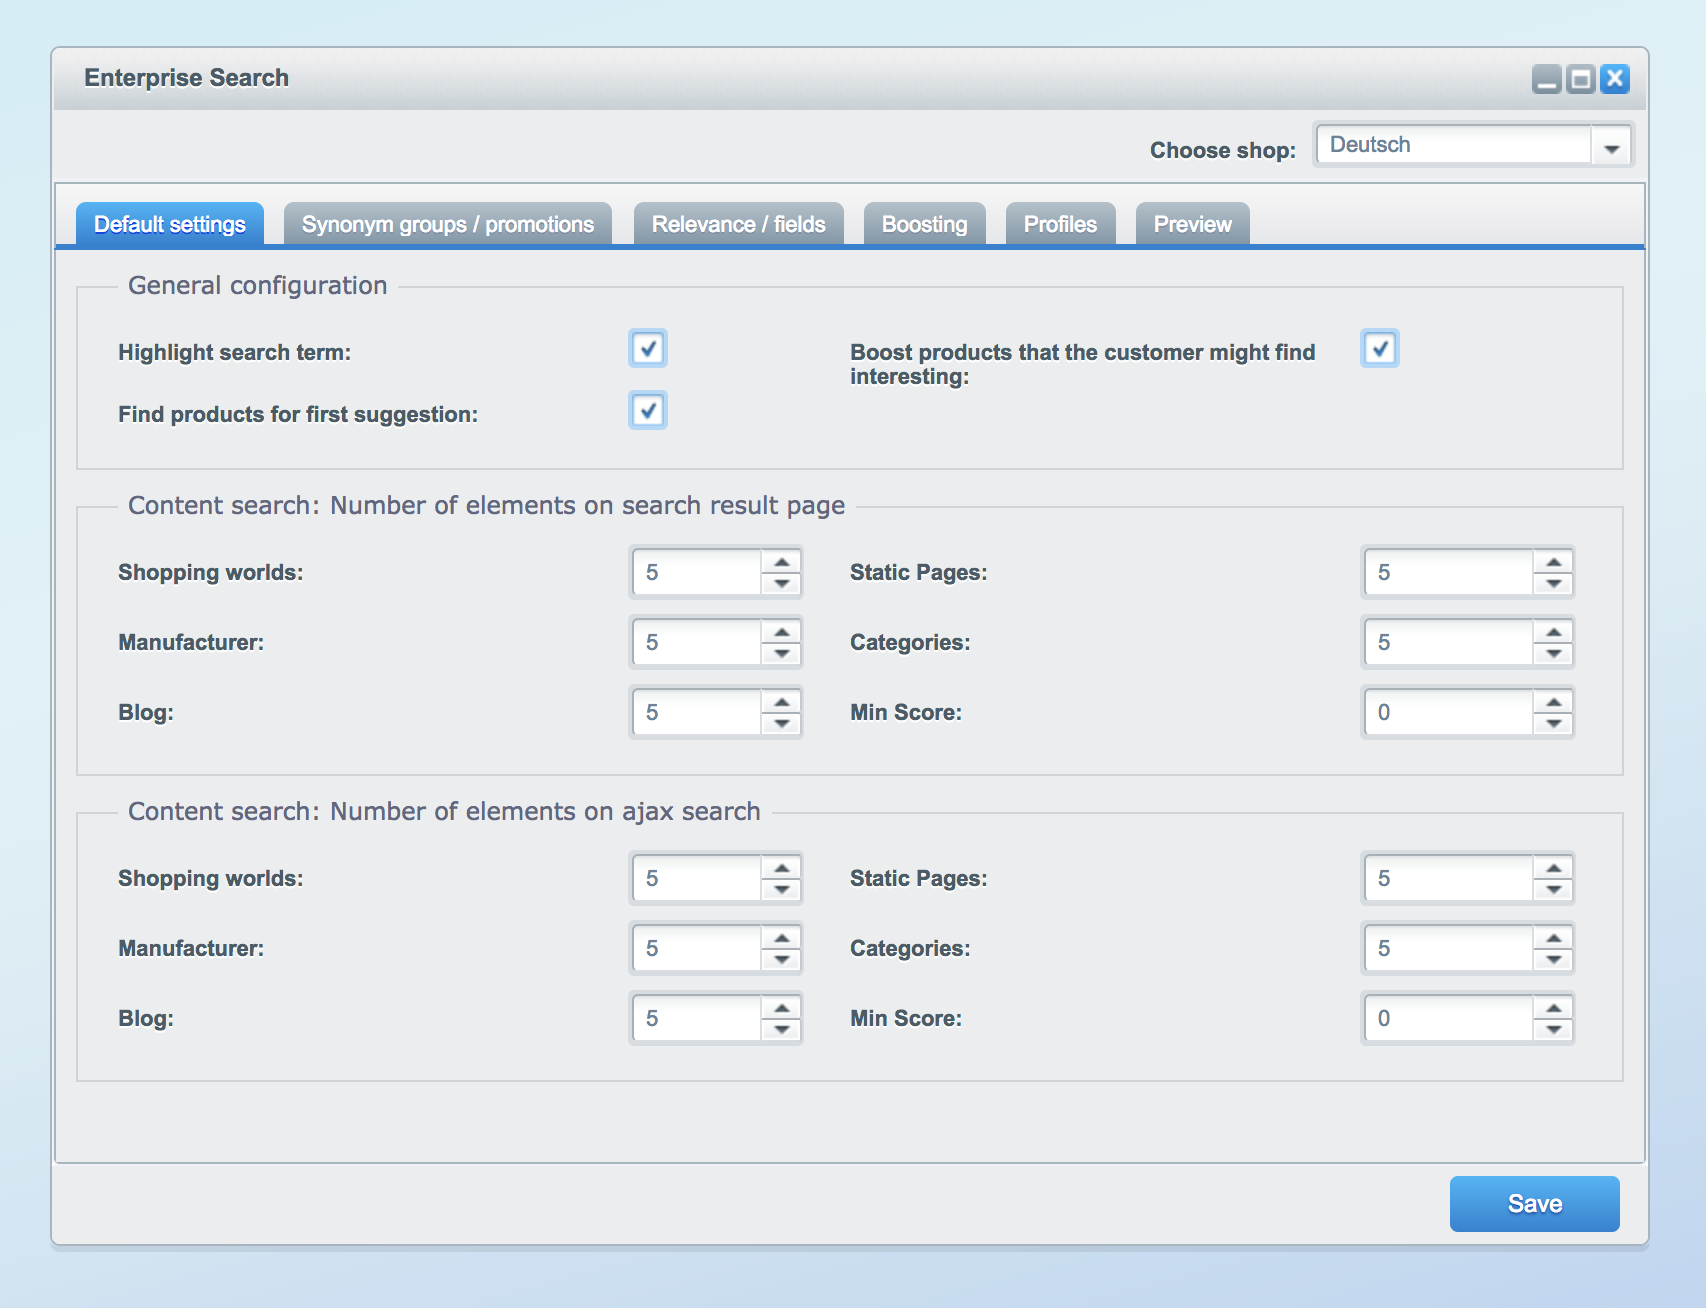 Enterprise Search
Choose shop: Deutsch
Default settings Synonym groups / promotions Relevance / fields Boosting Profiles Preview
General configuration
Highlight search term:
Boost products that the customer might find
interesting:
Find products for first suggestion:
Content search: Number of elements on search result page
Shopping worlds: 5 Static Pages: 5
Manufacturer: 5 Categories: 5
Blog: 5 Min Score: 0
Content search: Number of elements on ajax search
Shopping worlds: 5 Static Pages: 5
Manufacturer: 5 Categories: 5
Blog: 5 Min Score: 0
Save